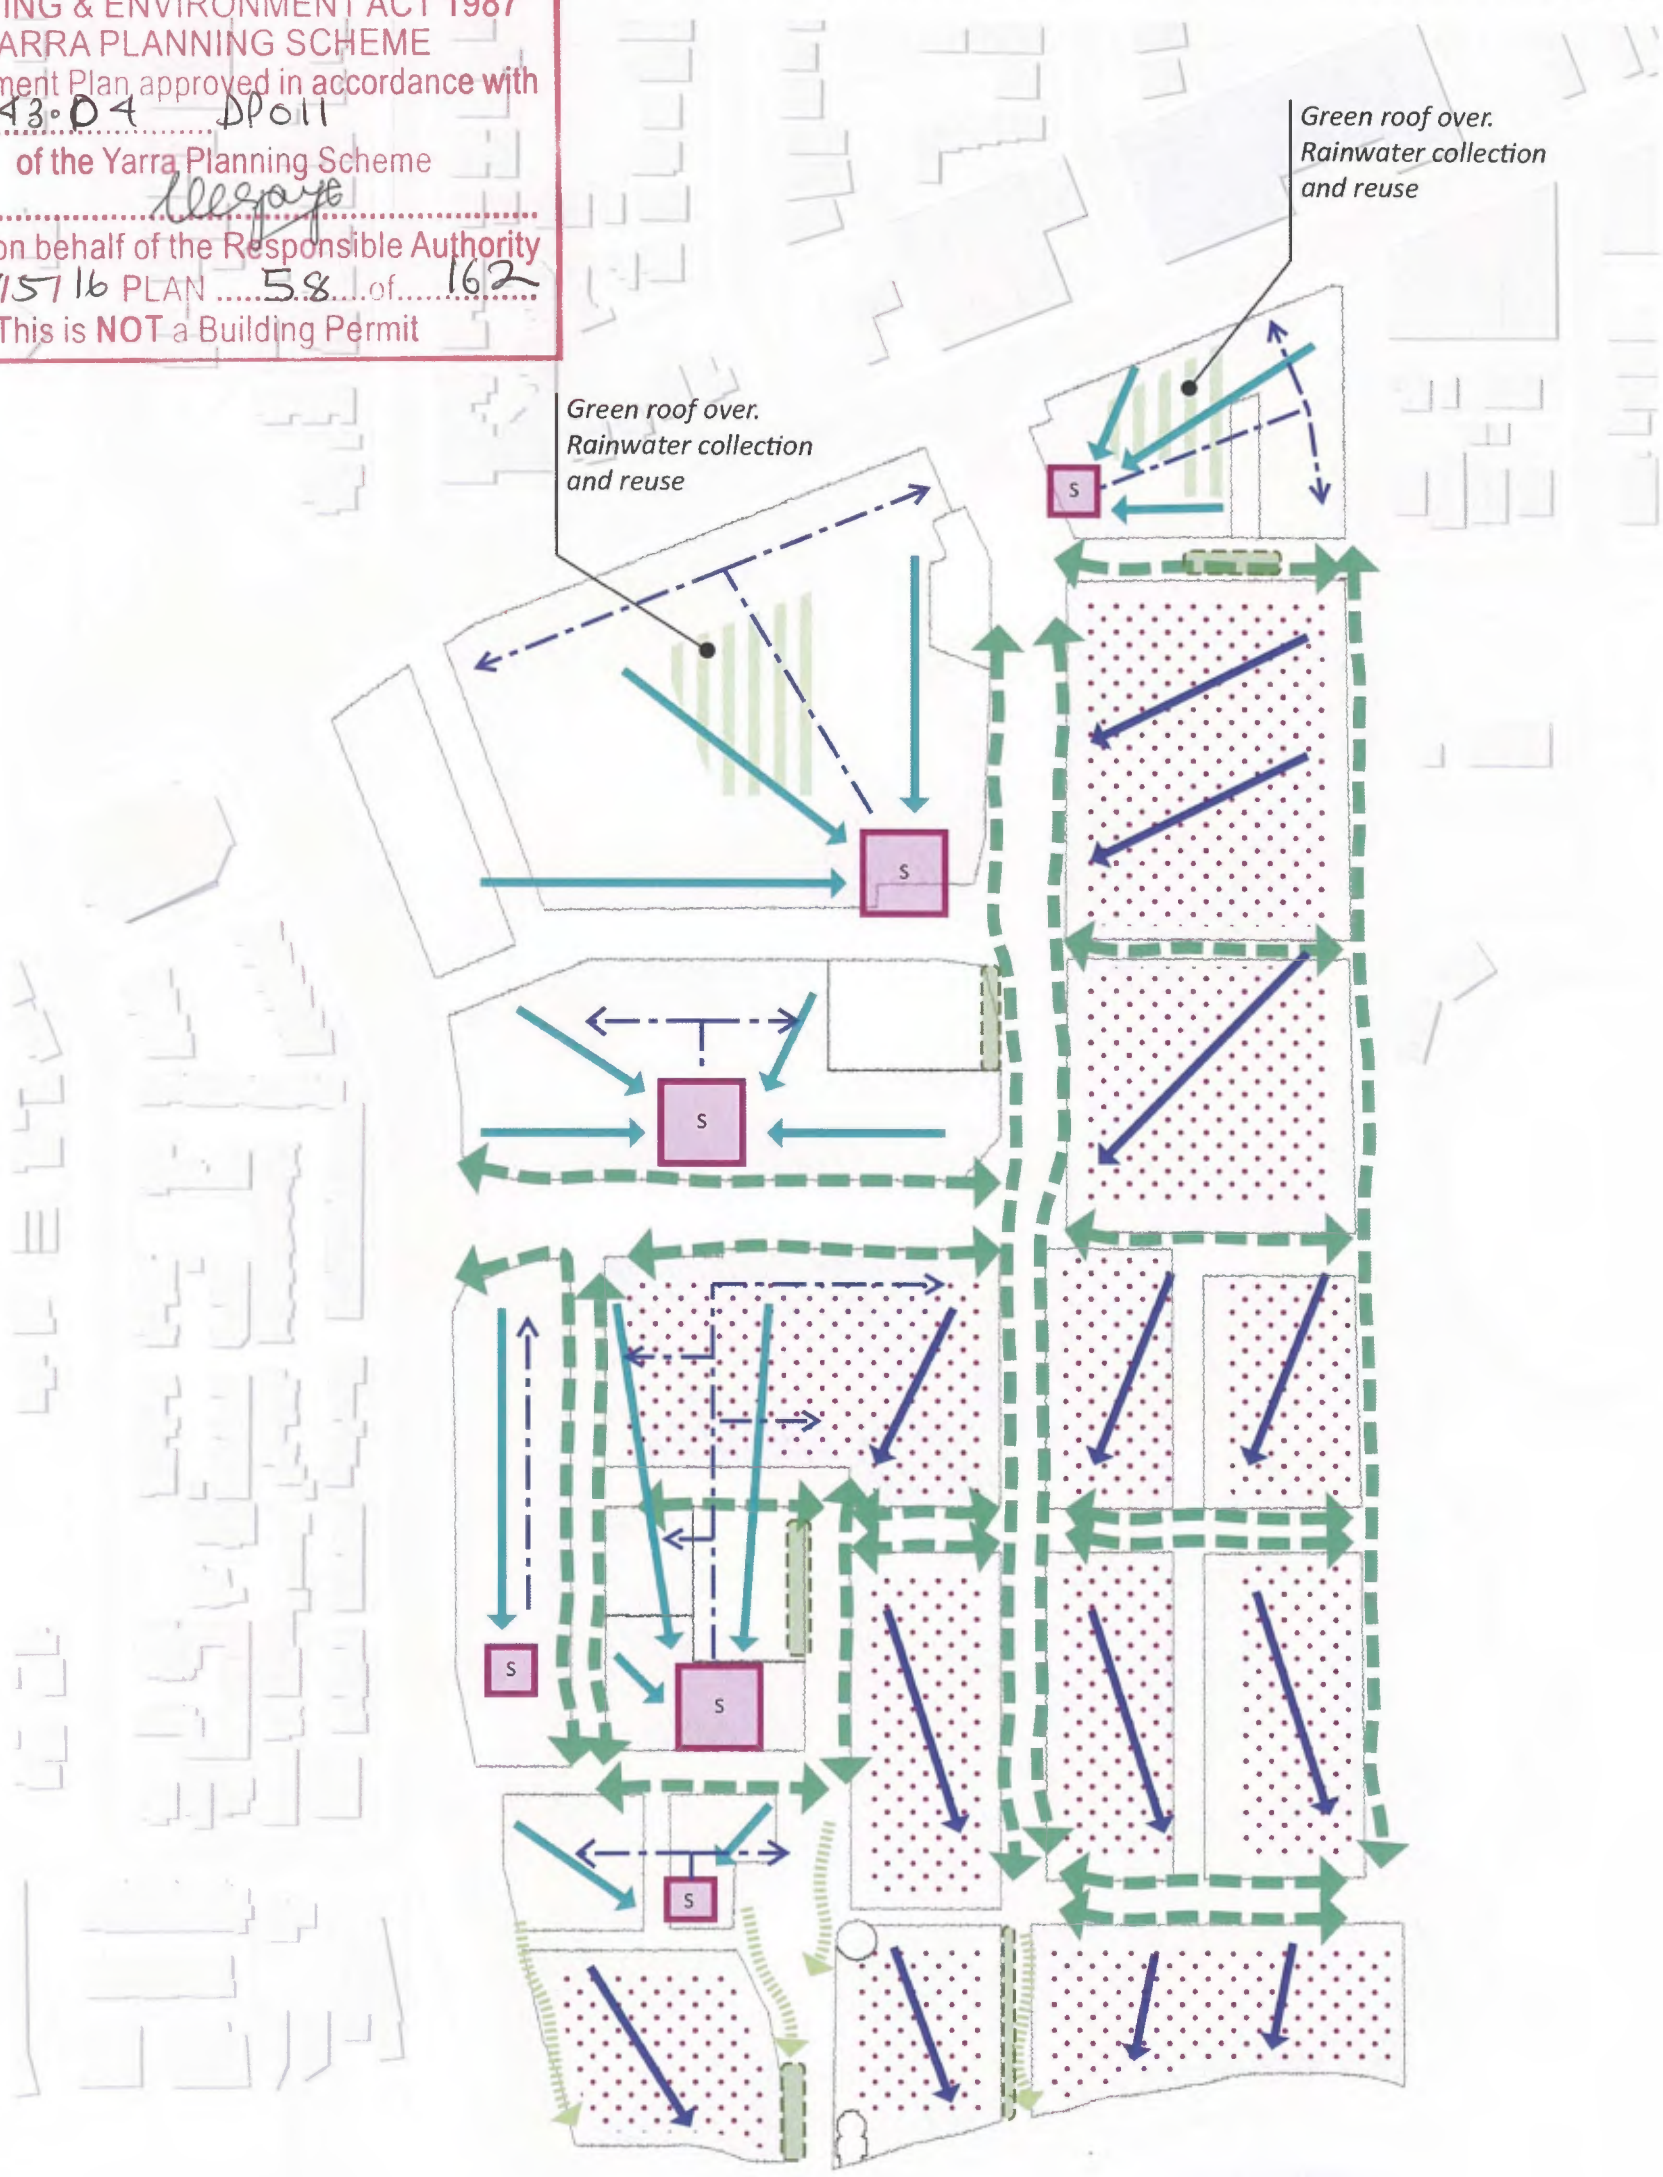 ING & ENVIRONMENT ACT 1987
ARRA PLANNING SCHEME
ment Plan approved in accordance with
43.04 DPO11
of the Yarra Planning Scheme
on behalf of the Responsible Authority
15/16 PLAN 58 of 162
This is NOT a Building Permit
Green roof over.
Rainwater collection
and reuse
Green roof over.
Rainwater collection
and reuse
S
S
S
S
S
S